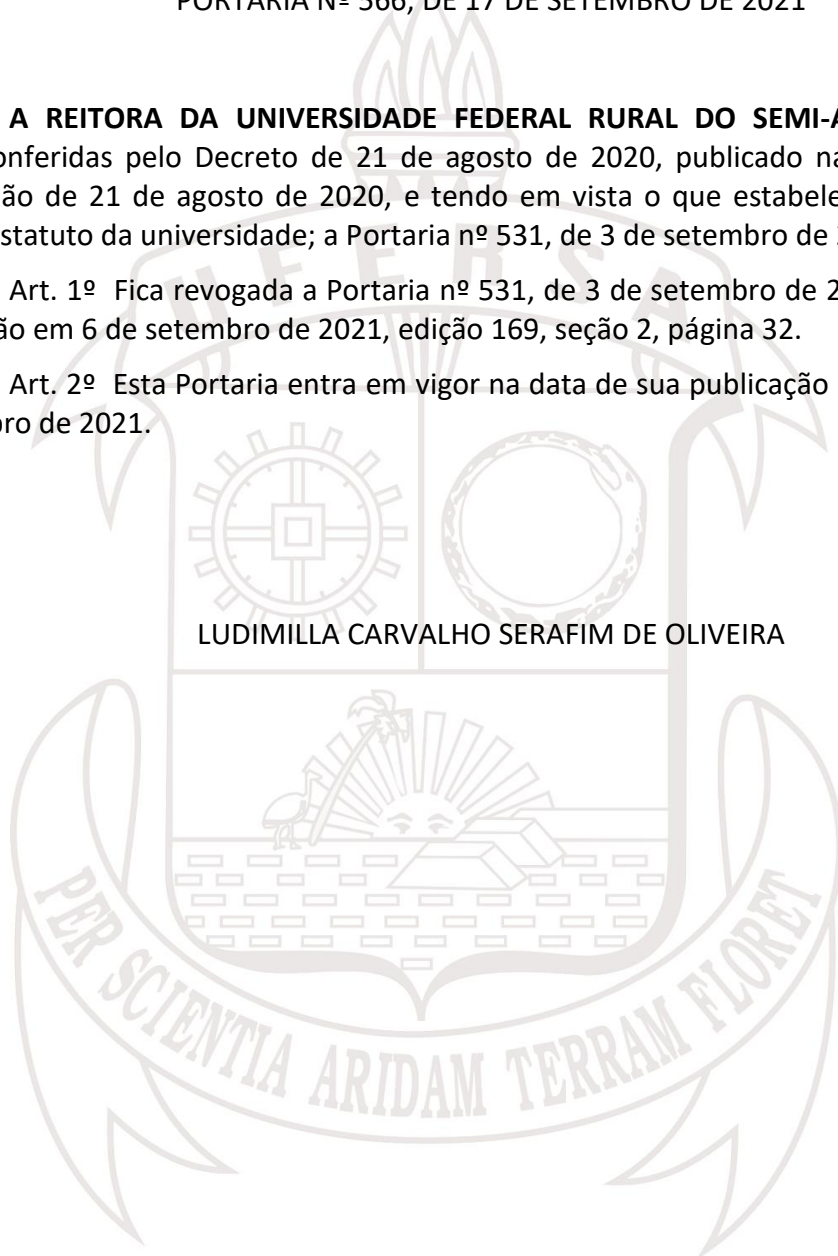 PORTARIA Nº 566, DE 17 DE SETEMBRO DE 2021
A REITORA DA UNIVERSIDADE FEDERAL RURAL DO SEMI-
onferidas pelo Decreto de 21 de agosto de 2020, publicado
ão de 21 de agosto de 2020, e tendo em vista o que
statuto da universidade; a Portaria nº 531, de 3 de setembro de
Art. 1º Fica revogada a Portaria nº 531, de 3 de setembro de
ão em 6 de setembro de 2021, edição 169, seção 2, página 32.
Art. 2º Esta Portaria entra em vigor na data de sua publicação
bro de 2021.
UFERSA
LUDIMILLA CARVALHO SERAFIM DE OLIVEIRA
PER SCIENTIA ARIDAM TERRAM FLORET